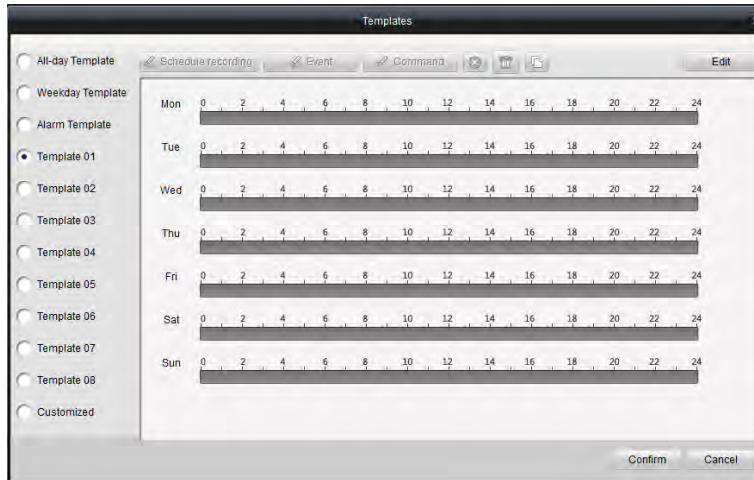 Templates
All-day Template
Schedule recording Event Command Edit
Weekday Template
Alarm Template
Template 01
Template 02
Template 03
Template 04
Template 05
Template 06
Template 07
Template 08
Customized
Mon 0 2 4 6 8 10 12 14 16 18 20 22 24
Tue 0 2 4 6 8 10 12 14 16 18 20 22 24
Wed 0 2 4 6 8 10 12 14 16 18 20 22 24
Thu 0 2 4 6 8 10 12 14 16 18 20 22 24
Fri 0 2 4 6 8 10 12 14 16 18 20 22 24
Sat 0 2 4 6 8 10 12 14 16 18 20 22 24
Sun 0 2 4 6 8 10 12 14 16 18 20 22 24
Confirm Cancel